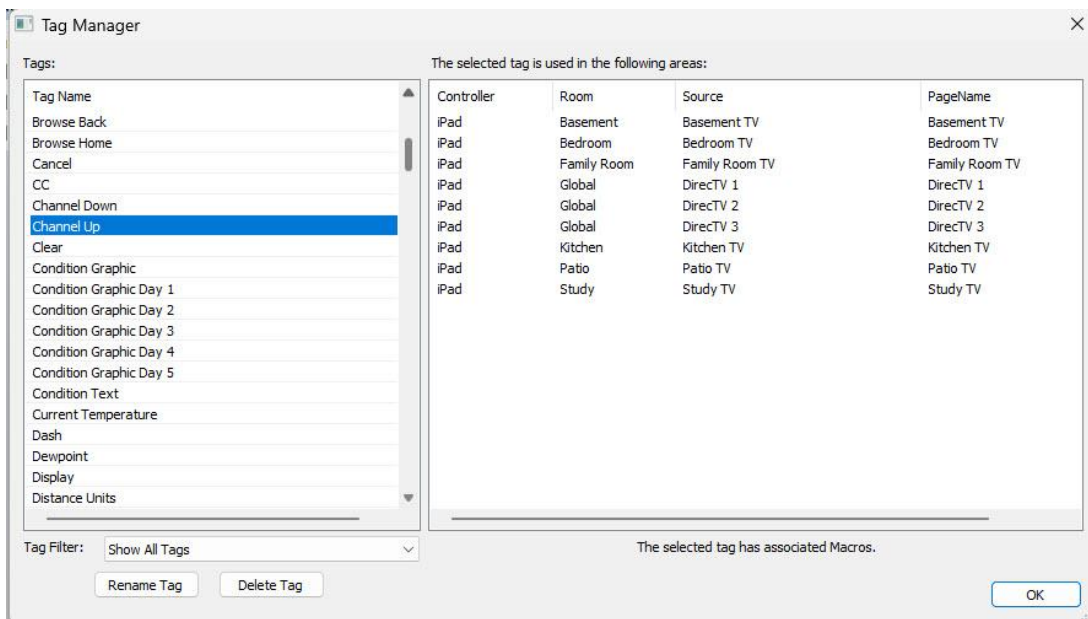 Tag Manager
Tags:
Tag Name
Browse Back
Browse Home
Cancel
CC
Channel Down
Channel Up
Clear
Condition Graphic
Condition Graphic Day 1
Condition Graphic Day 2
Condition Graphic Day 3
Condition Graphic Day 4
Condition Graphic Day 5
Condition Text
Current Temperature
Dash
Dewpoint
Display
Distance Units
Tag Filter: Show All Tags
Rename Tag Delete Tag
The selected tag is used in the following areas:
Controller Room Source PageName
iPad Basement Basement TV Basement TV
iPad Bedroom Bedroom TV Bedroom TV
iPad Family Room Family Room TV Family Room TV
iPad Global DirecTV 1 DirecTV 1
iPad Global DirecTV 2 DirecTV 2
iPad Global DirecTV 3 DirecTV 3
iPad Kitchen Kitchen TV Kitchen TV
iPad Patio Patio TV Patio TV
iPad Study Study TV Study TV
The selected tag has associated Macros.
OK